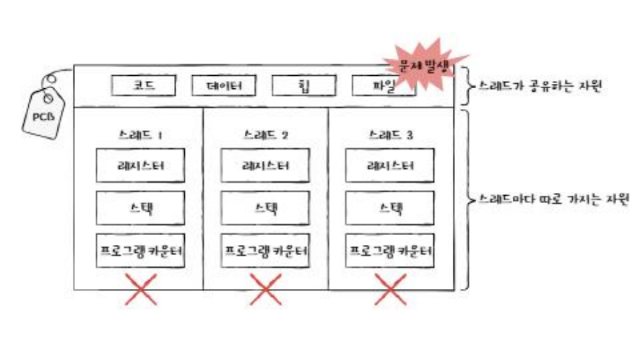 문제 발생
코드 데이터 힙 파일
스레드가 공유하는 자원
PCB
스레드 1 스레드 2 스레드 3
레지스터 레지스터 레지스터
스레드마다 따로 가지는 자원
스택 스택 스택
프로그램 카운터 프로그램 카운터 프로그램 카운터